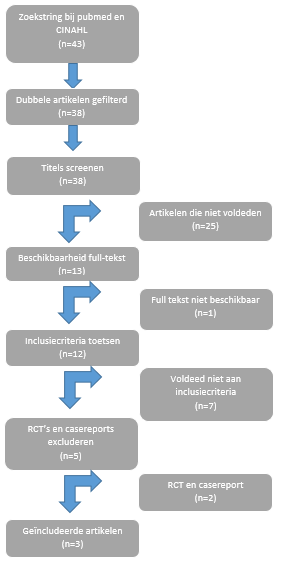 Zoekstring bij pubmed en
CINAHL
(n=43)
Dubbele artikelen gefilterd
(n=38)
Titels screenen
(n=38)
Artikelen die niet voldeden
(n=25)
Beschikbaarheid full-tekst
(n=13)
Full tekst niet beschikbaar
(n=1)
Inclusiecriteria toetsen
(n=12)
Voldeed niet aan
inclusiecriteria
(n=7)
RCT's en casereports
excluderen
(n=5)
RCT en casereport
(n=2)
Geïncludeerde artikelen
(n=3)